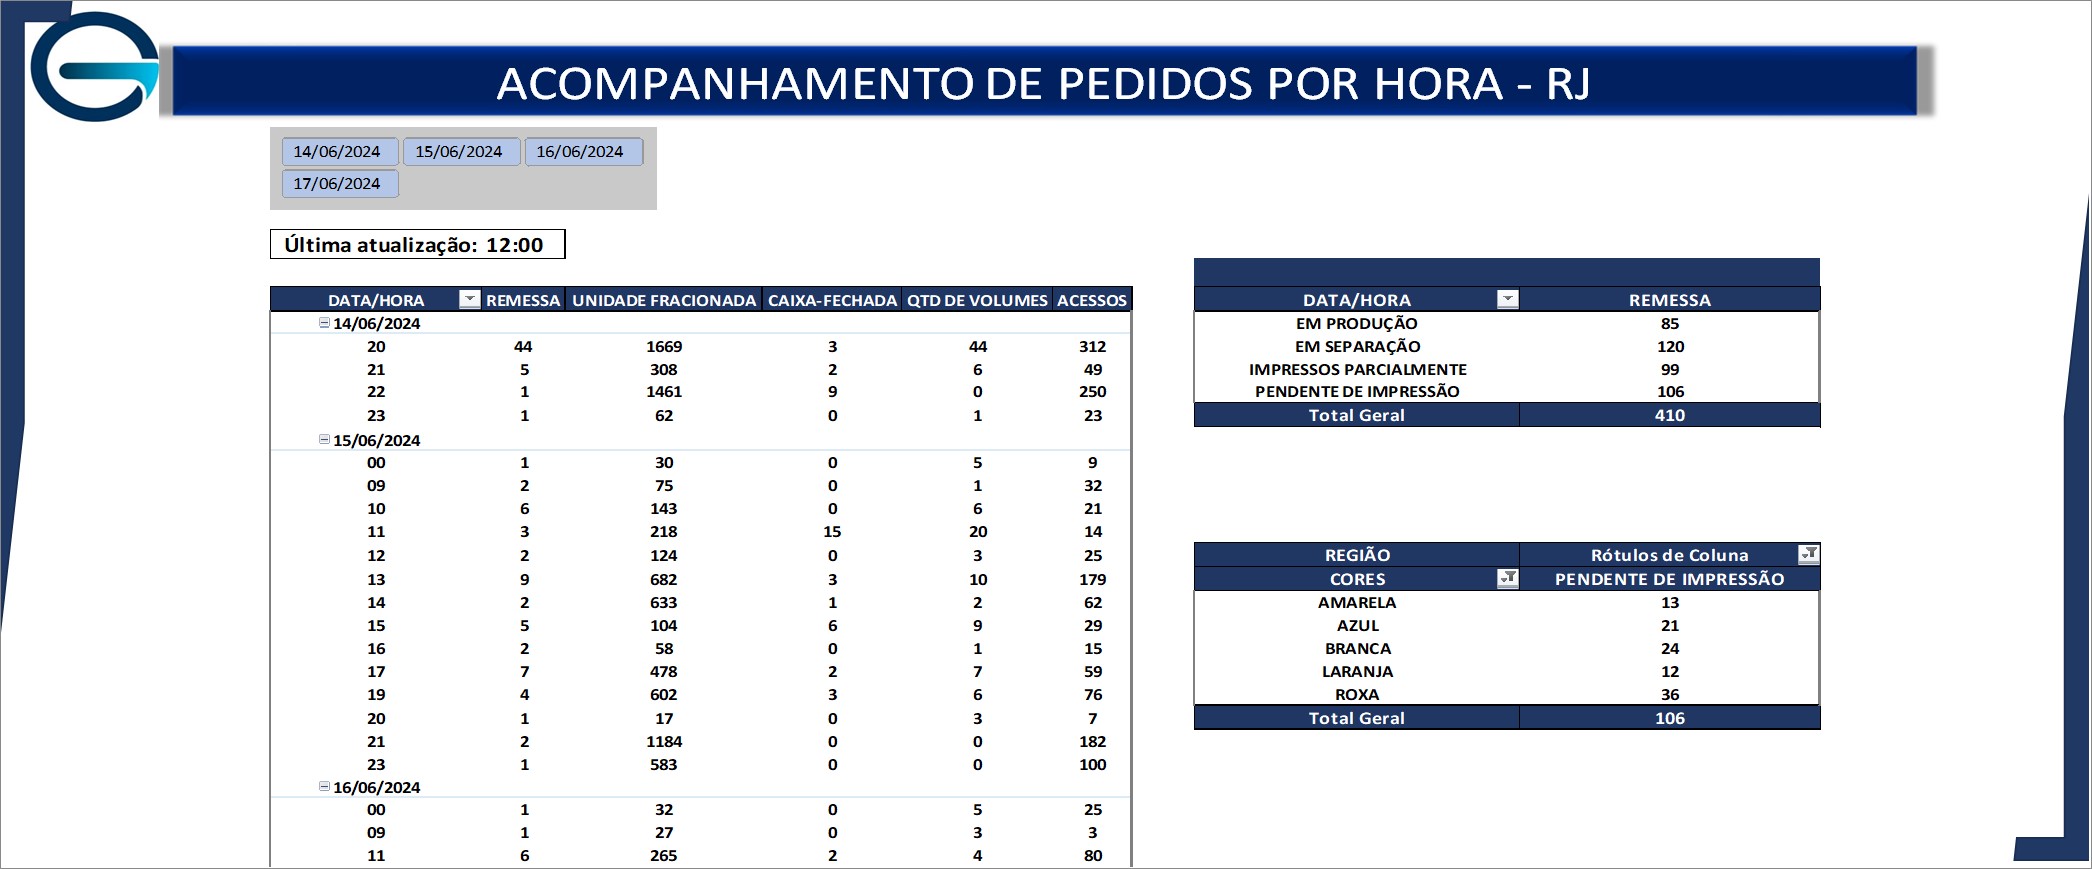 ACOMPANHAMENTO DE PEDIDOS POR HORA - RJ
14/06/2024 15/06/2024 16/06/2024
17/06/2024
Última atualização: 12:00
DATA/HORA REMESSA UNIDADE FRACIONADA CAIXA-FECHADA QTD DE VOLUMES ACESSOS
14/06/2024
20 44 1669 3 44 312
21 5 308 2 6 49
22 1 1461 9 0 250
23 1 62 0 1 23
15/06/2024
00 1 30 0 5 9
09 2 75 0 1 32
10 6 143 0 6 21
11 3 218 15 20 14
12 2 124 0 3 25
13 9 682 3 10 179
14 2 633 1 2 62
15 5 104 6 9 29
16 2 58 0 1 15
17 7 478 2 7 59
19 4 602 3 6 76
20 1 17 0 3 7
21 2 1184 0 0 182
23 1 583 0 0 100
16/06/2024
00 1 32 0 5 25
09 1 27 0 3 3
11 6 265 2 4 80
DATA/HORA REMESSA
EM PRODUÇÃO 85
EM SEPARAÇÃO 120
IMPRESSOS PARCIALMENTE 99
PENDENTE DE IMPRESSÃO 106
Total Geral 410
REGIÃO Rótulos de Coluna
CORES PENDENTE DE IMPRESSÃO
AMARELA 13
AZUL 21
BRANCA 24
LARANJA 12
ROXA 36
Total Geral 106